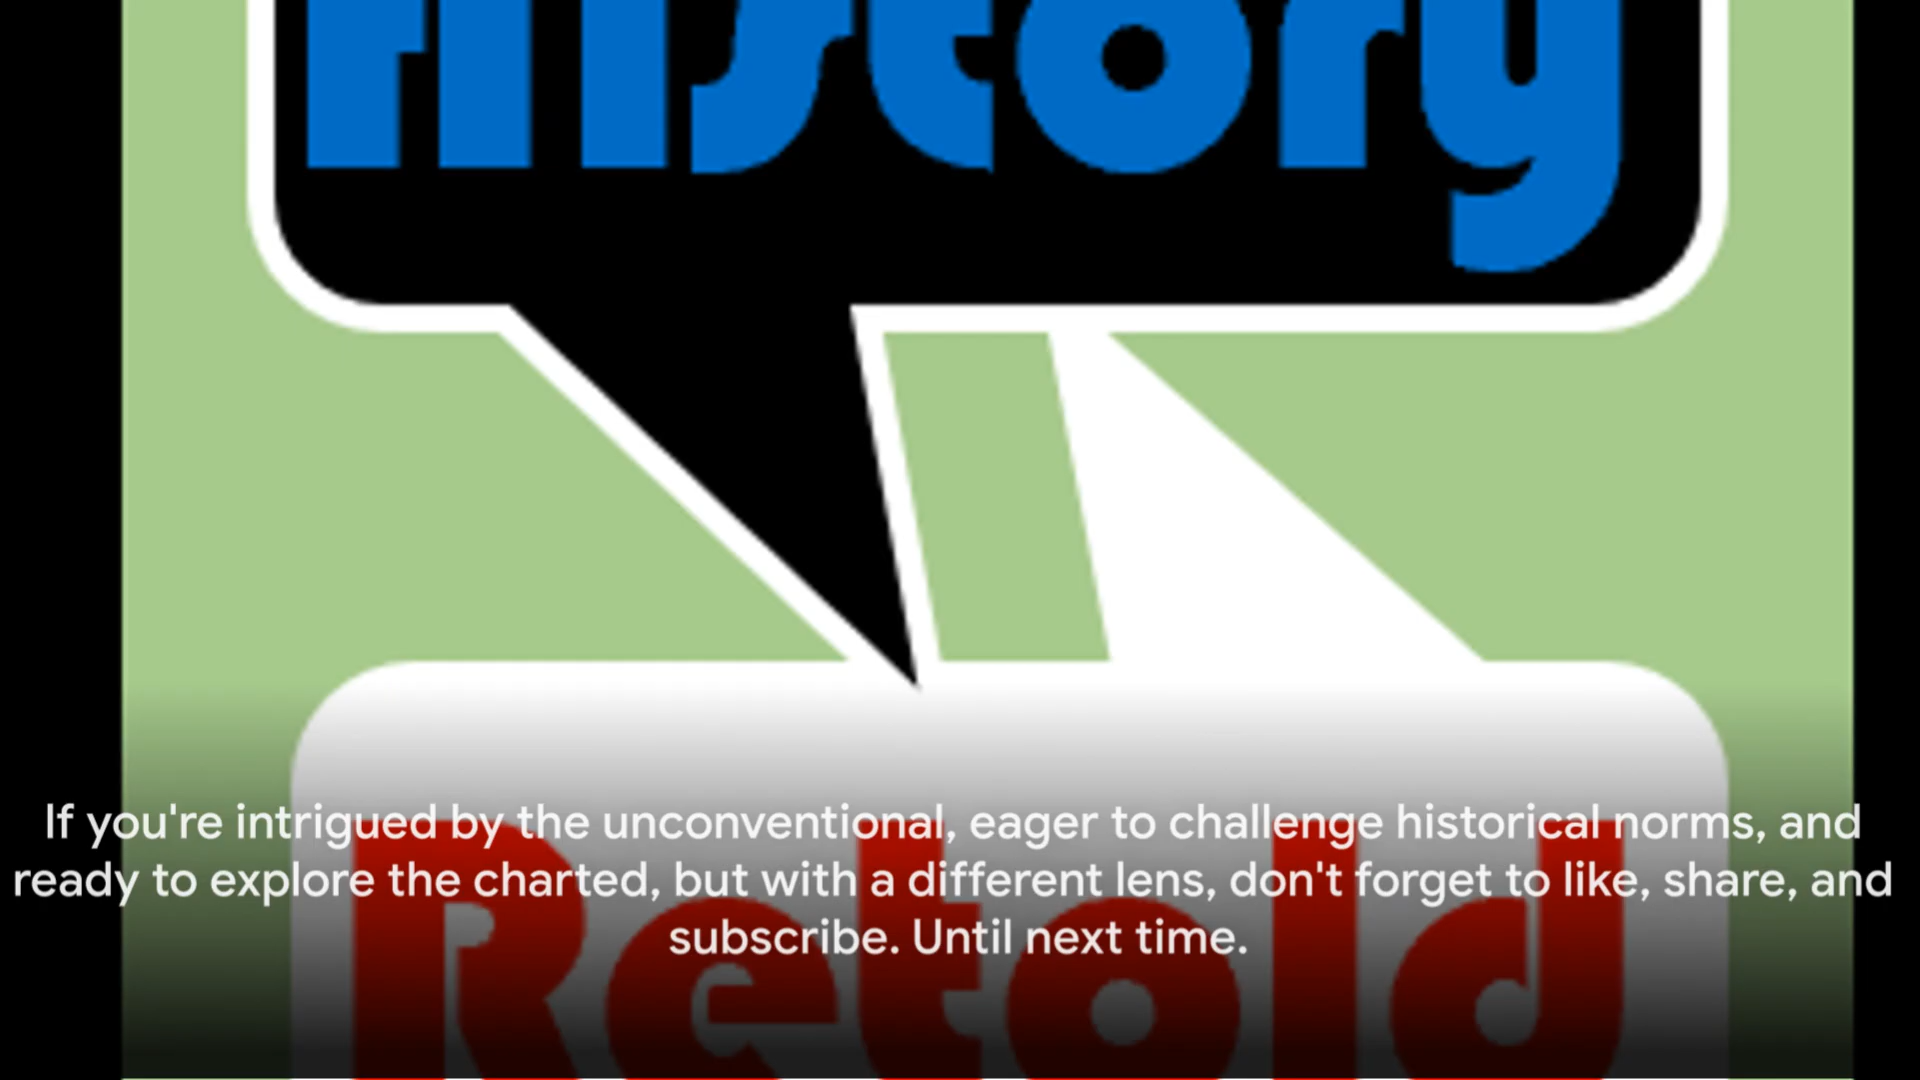 History
If you're intrigued by the unconventional, eager to challenge historical norms, and
ready to explore the charted, but with a different lens, don't forget to like, share, and
subscribe. Until next time.
Retold